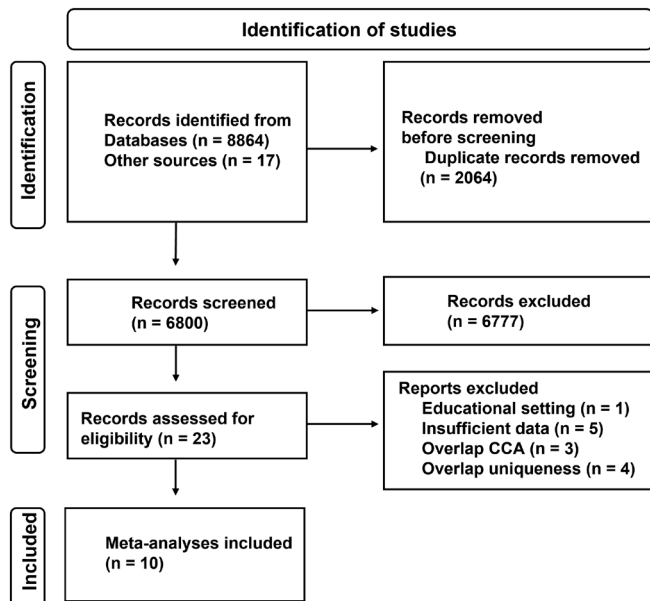 Identification of studies
Identification
Records identified from
Databases (n = 8864)
Other sources (n = 17)
Records removed
before screening
Duplicate records removed
(n = 2064)
Screening
Records screened
(n = 6800)
Records excluded
(n = 6777)
Records assessed for
eligibility (n = 23)
Reports excluded
Educational setting (n = 1)
Insufficient data (n = 5)
Overlap CCA (n = 3)
Overlap uniqueness (n = 4)
Included
Meta-analyses included
(n = 10)